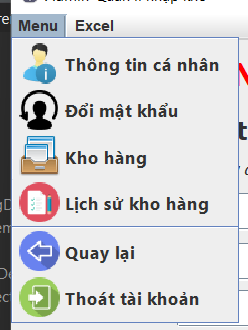 Menu Excel
Thông tin cá nhân
Đổi mật khẩu
Kho hàng
Lịch sử kho hàng
Quay lại
Thoát tài khoản